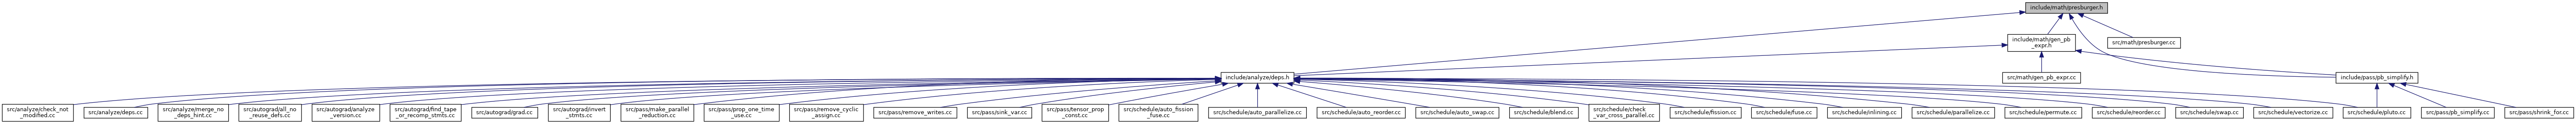 include/math/presburger.h
include/math/gen_pb
_expr.h
src/math/presburger.cc
include/analyze/deps.h
src/math/gen_pb_expr.cc
include/pass/pb_simplify.h
src/analyze/check_not
_modified.cc
src/analyze/deps.cc
src/analyze/merge_no
_deps_hint.cc
src/autograd/all_no
_reuse_defs.cc
src/autograd/analyze
_version.cc
src/autograd/find_tape
_or_recomp_stmts.cc
src/autograd/grad.cc
src/autograd/invert
_stmts.cc
src/pass/make_parallel
_reduction.cc
src/pass/prop_one_time
_use.cc
src/pass/remove_cyclic
_assign.cc
src/pass/remove_writes.cc
src/pass/sink_var.cc
src/pass/tensor_prop
_const.cc
src/schedule/auto_fission
_fuse.cc
src/schedule/auto_parallelize.cc
src/schedule/auto_reorder.cc
src/schedule/auto_swap.cc
src/schedule/blend.cc
src/schedule/check
_var_cross_parallel.cc
src/schedule/fission.cc
src/schedule/fuse.cc
src/schedule/inlining.cc
src/schedule/parallelize.cc
src/schedule/permute.cc
src/schedule/reorder.cc
src/schedule/swap.cc
src/schedule/vectorize.cc
src/schedule/pluto.cc
src/pass/pb_simplify.cc
src/pass/shrink_for.cc